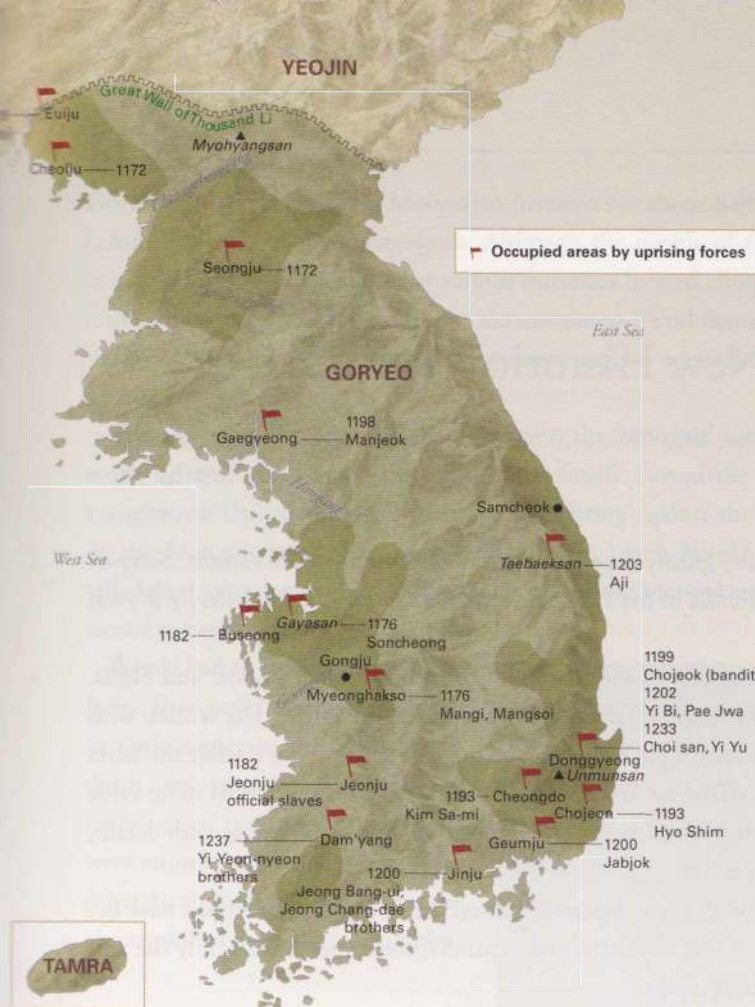 YEOJIN
Great Wall of Thousand Li
Euiju
Myohyangsan
Cheolju 1172
Occupied areas by uprising forces
Seongju 1172
East Sea
GORYEO
1198
Gaegyeong Manjeok
Samcheok
West Sea
Taebaeksan 1203
Aji
Gayasan 1176
1182 Buseong
Soncheong
Gongju
Myeonghakso 1176
Mangi, Mangsoi
1199
Chojeok (bandit
1202
Yi Bi, Pae Jwa
1233
Choi san, Yi Yu
Donggyeong
Unmunsan
1182
Jeonju Jeonju
official slaves
1193 Cheongdo
Kim Sa-mi
Chojeon 1193
Hyo Shim
1237 Dam'yang
Yi Yeon-nyeon
brothers
Geumju 1200
Jabjok
1200 Jinju
Jeong Bang-ui,
Jeong Chang-dae
brothers
TAMRA